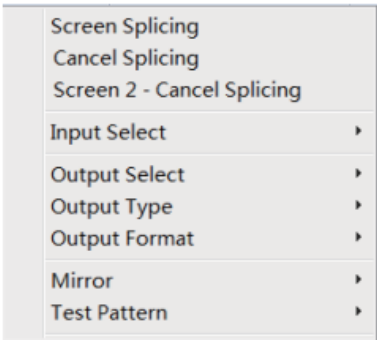 Screen Splicing
Cancel Splicing
Screen 2 - Cancel Splicing
Input Select
Output Select
Output Type
Output Format
Mirror
Test Pattern